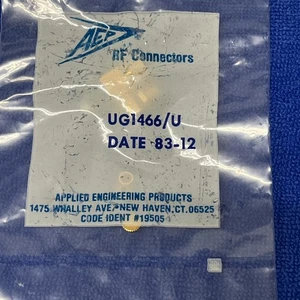 AEP
RF Connectors
UG1466/U
DATE 83-12
APPLIED ENGINEERING PRODUCTS
1475 WHALLEY AVE. NEW HAVEN, CT. 06525
CODE IDENT #19505